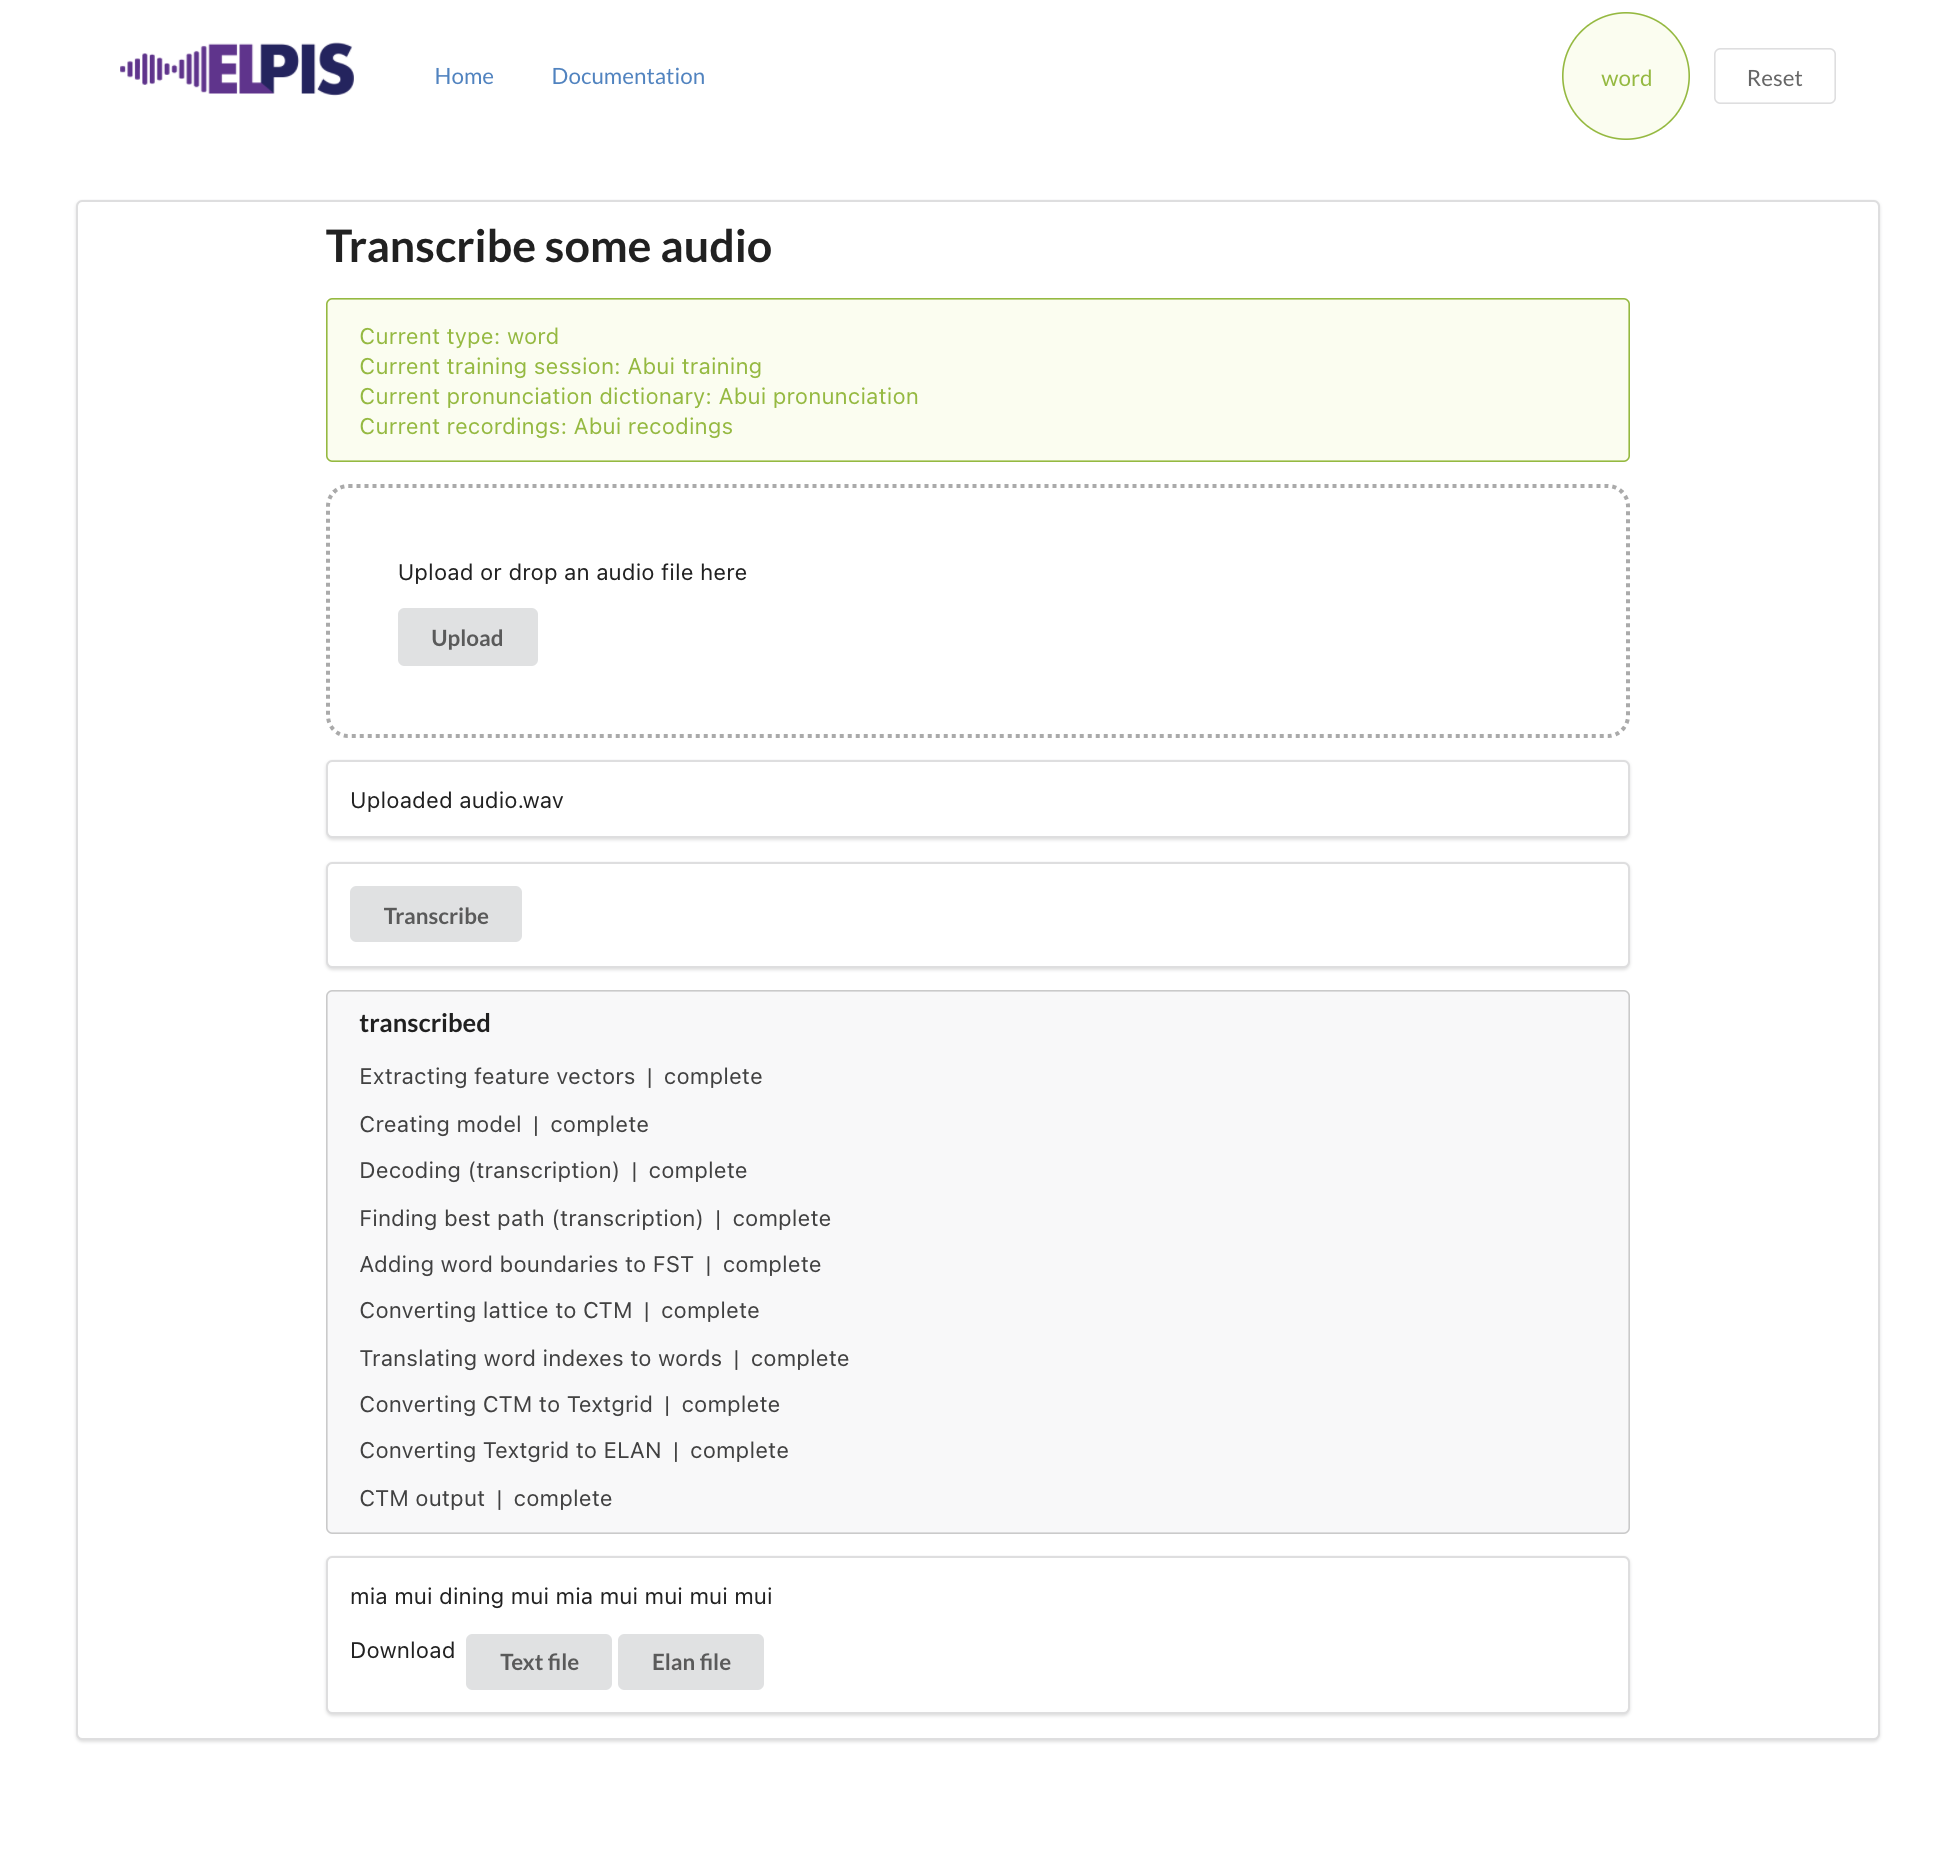 ELPIS
Home
Documentation
word
Reset
Transcribe some audio
Current type: word
Current training session: Abui training
Current pronunciation dictionary: Abui pronunciation
Current recordings: Abui recodings
Upload or drop an audio file here
Upload
Uploaded audio.wav
Transcribe
transcribed
Extracting feature vectors | complete
Creating model | complete
Decoding (transcription) | complete
Finding best path (transcription) | complete
Adding word boundaries to FST | complete
Converting lattice to CTM | complete
Translating word indexes to words | complete
Converting CTM to Textgrid | complete
Converting Textgrid to ELAN | complete
CTM output | complete
mia mui dining mui mia mui mui mui mui
Download
Text file
Elan file